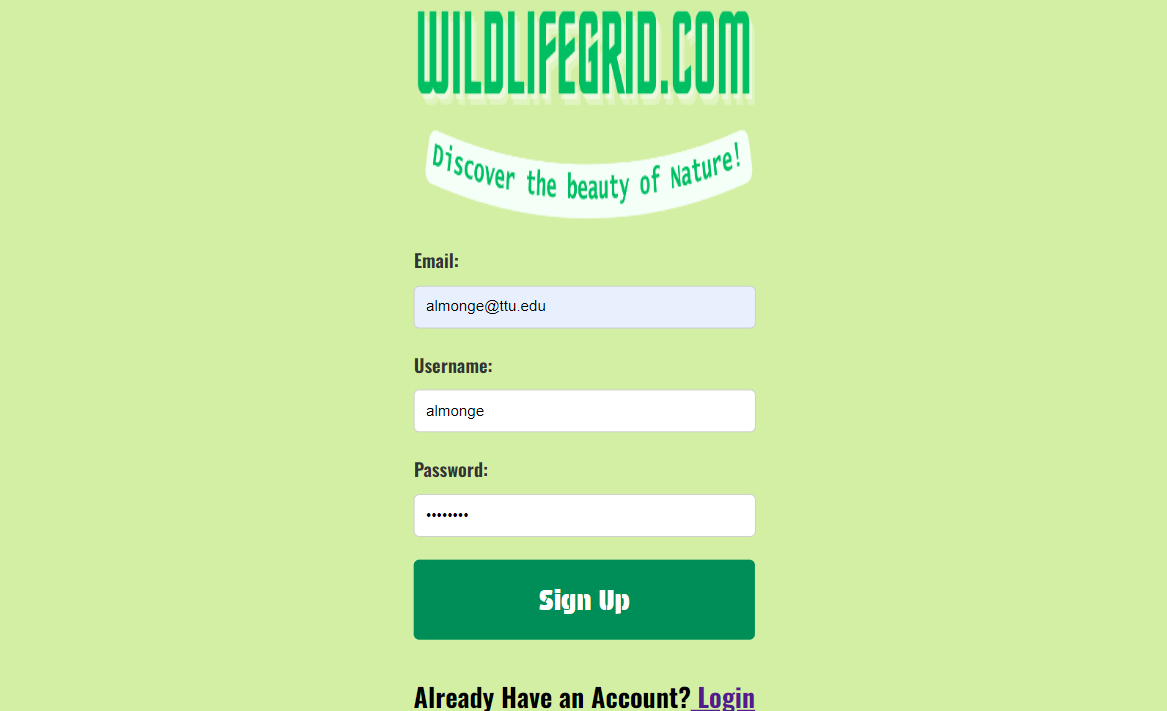 WILDLIFEGRID.COM
Discover the beauty of Nature!
Email:
almonge@ttu.edu
Username:
almonge
Password:
••••••••
Sign Up
Already Have an Account? Login